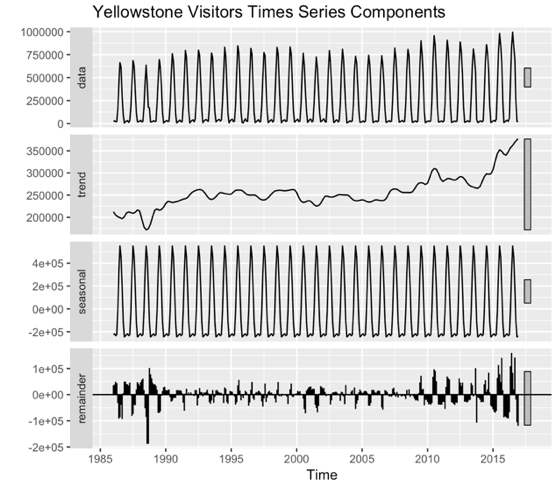 Yellowstone Visitors Times Series Components
1000000
750000
500000
250000
0
data
350000
300000
250000
200000
trend
4e+05
2e+05
0e+00
-2e+05
seasonal
1e+05
0e+00
-1e+05
-2e+05
remainder
1985 1990 1995 2000 2005 2010 2015
Time